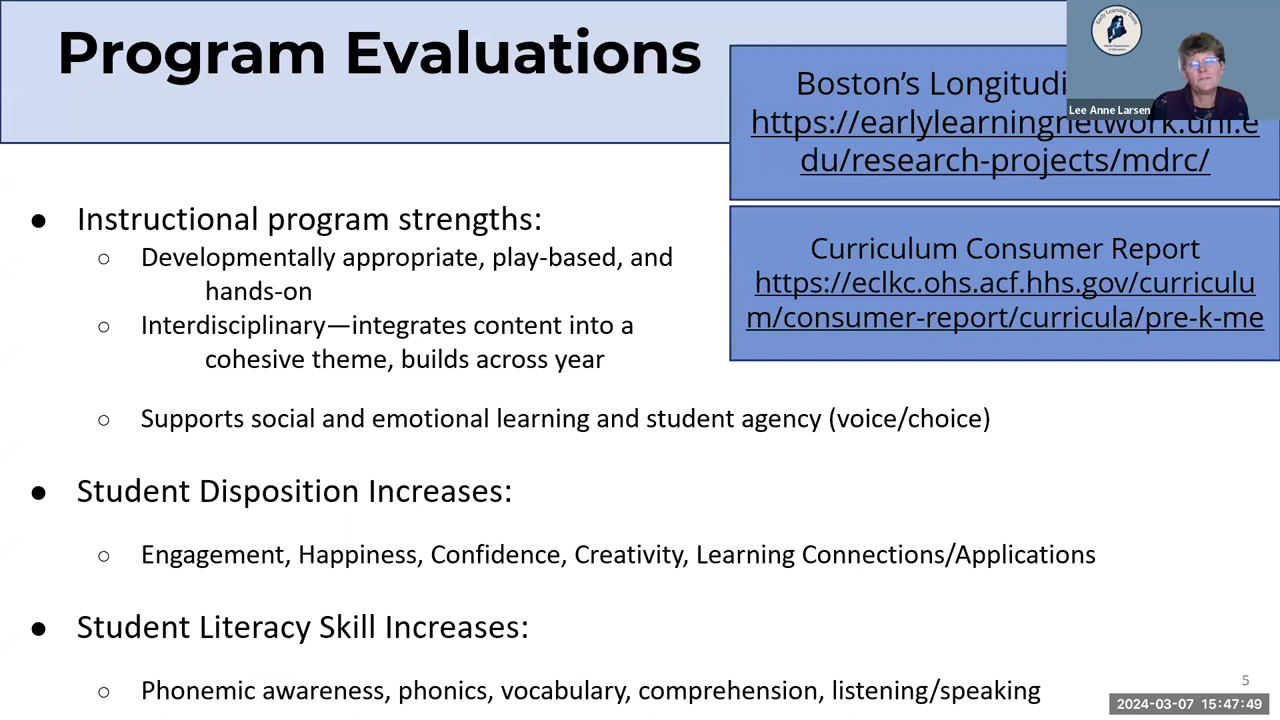 Program Evaluations
Boston's
https://earlylearningnetwork.unl.e
du/research-projects/mdrc/
Lee Anne Larsen
Curriculum Consumer Report
https://eclkc.ohs.acf.hhs.gov/curriculu
m/consumer-report/curricula/pre-k-me
● Instructional program strengths:
○ Developmentally appropriate, play-based, and
hands-on
○ Interdisciplinary—integrates content into a
cohesive theme, builds across year
○ Supports social and emotional learning and student agency (voice/choice)
● Student Disposition Increases:
○ Engagement, Happiness, Confidence, Creativity, Learning Connections/Applications
● Student Literacy Skill Increases:
○ Phonemic awareness, phonics, vocabulary, comprehension, listening/speaking
5
2024-03-07 15:47:49